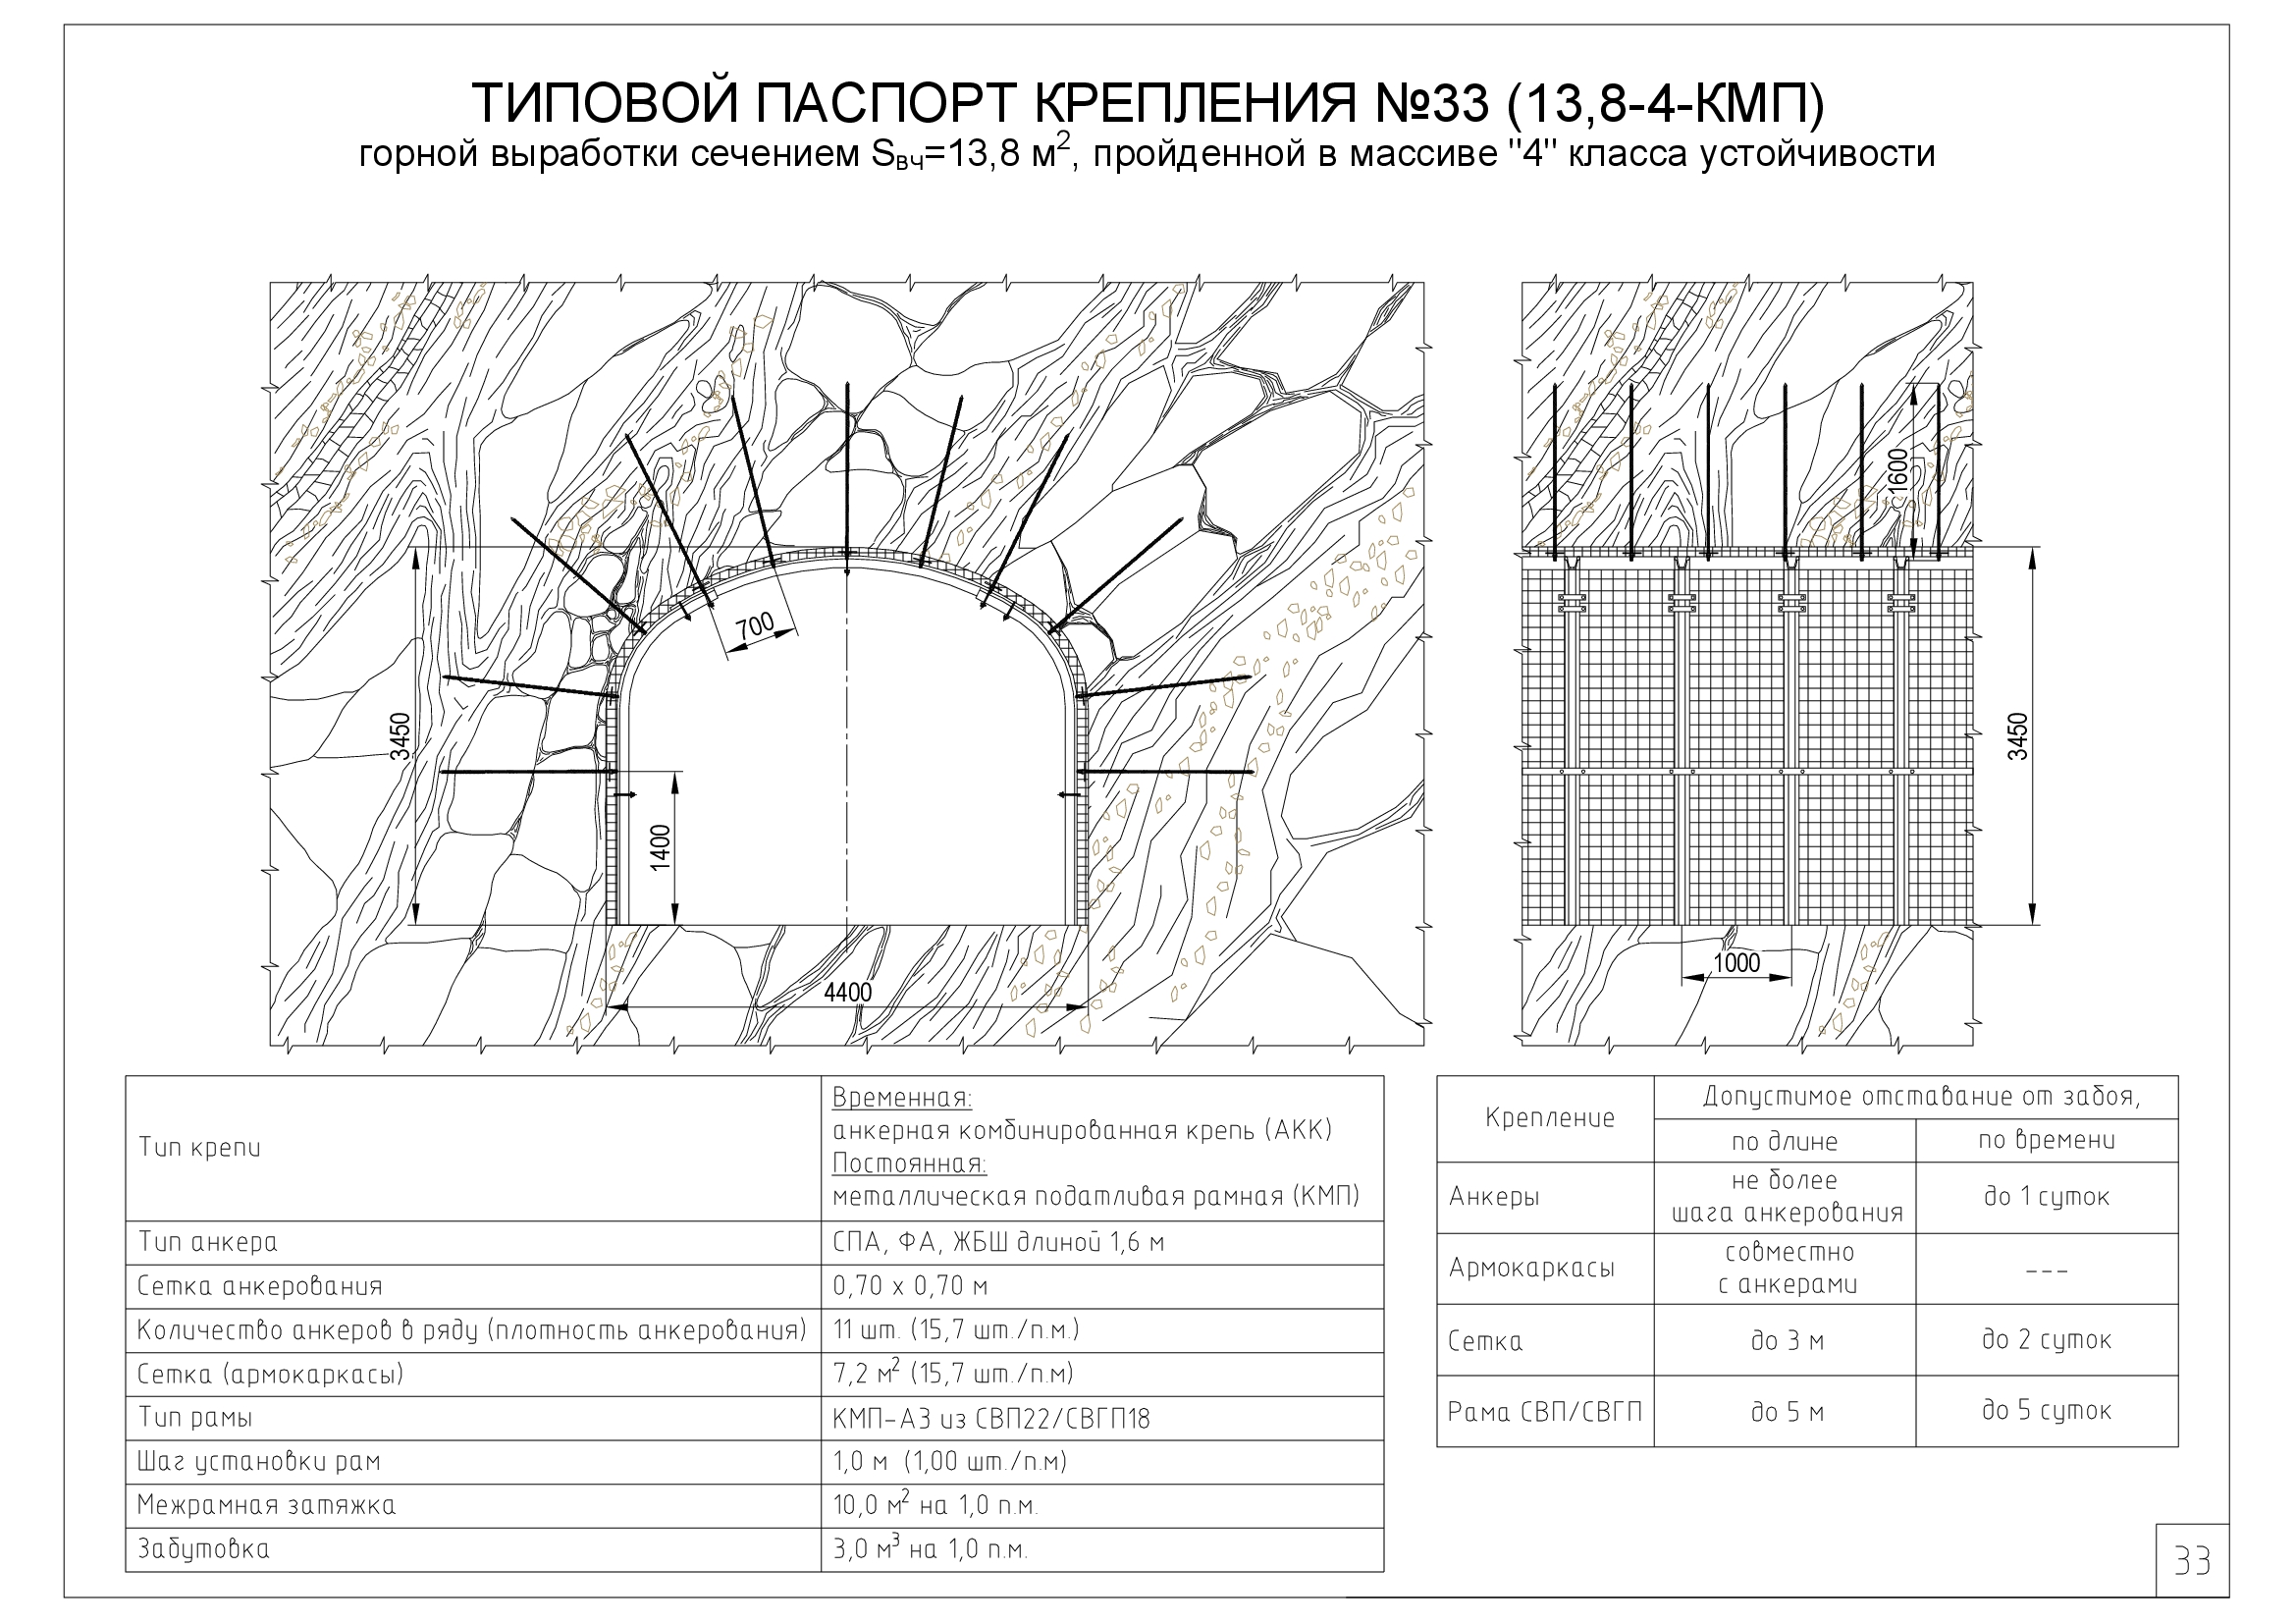 ТИПОВОЙ ПАСПОРТ КРЕПЛЕНИЯ №33 (13,8-4-КМП)
горной выработки сечением Sвч=13,8 м², пройденной в массиве "4" класса устойчивости
700
3450
1400
4400
1600
3450
1000
Тип крепи
Временная:
анкерная комбинированная крепь (АКК)
Постоянная:
металлическая податливая рамная (КМП)
Тип анкера
СПА, ФА, ЖБШ длиной 1,6 м
Сетка анкерования
0,70 х 0,70 м
Количество анкеров в ряду (плотность анкерования)
11 шт. (15,7 шт./п.м.)
Сетка (армокаркасы)
7,2 м² (15,7 шт./п.м)
Тип рамы
КМП-А3 из СВП22/СВГП18
Шаг установки рам
1,0 м (1,00 шт./п.м)
Межрамная затяжка
10,0 м² на 1,0 п.м.
Забутовка
3,0 м³ на 1,0 п.м.
Крепление
Допустимое отставание от забоя,
по длине
по времени
Анкеры
не более
шага анкерования
до 1 суток
Армокаркасы
совместно
с анкерами
---
Сетка
до 3 м
до 2 суток
Рама СВП/СВГП
до 5 м
до 5 суток
33